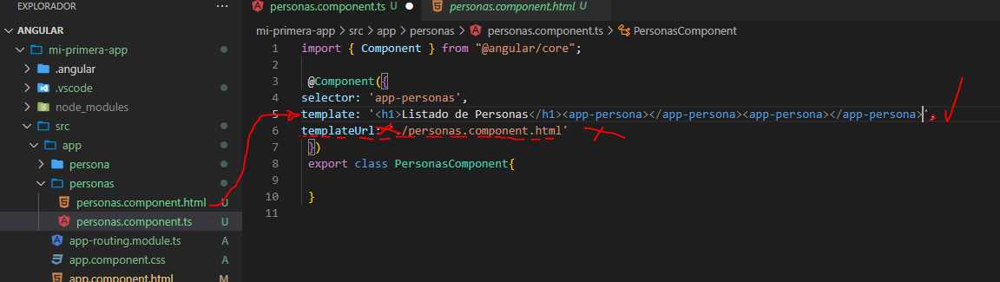 EXPLORADOR ...
ANGULAR
mi-primera-app
.angular
.vscode
node_modules
src
app
persona
personas
personas.component.html U
personas.component.ts U
app-routing.module.ts A
app.component.css A
app.component.html M
personas.component.ts U
personas.component.html U
mi-primera-app > src > app > personas > personas.component.ts > PersonasComponent
1 import { Component } from "@angular/core";
2
3 @Component({
4 selector: 'app-personas',
5 template: '<h1>Listado de Personas</h1><app-persona></app-persona><app-persona></app-persona>',
6 templateUrl: './personas.component.html'
7 })
8 export class PersonasComponent{
9
10 }
11